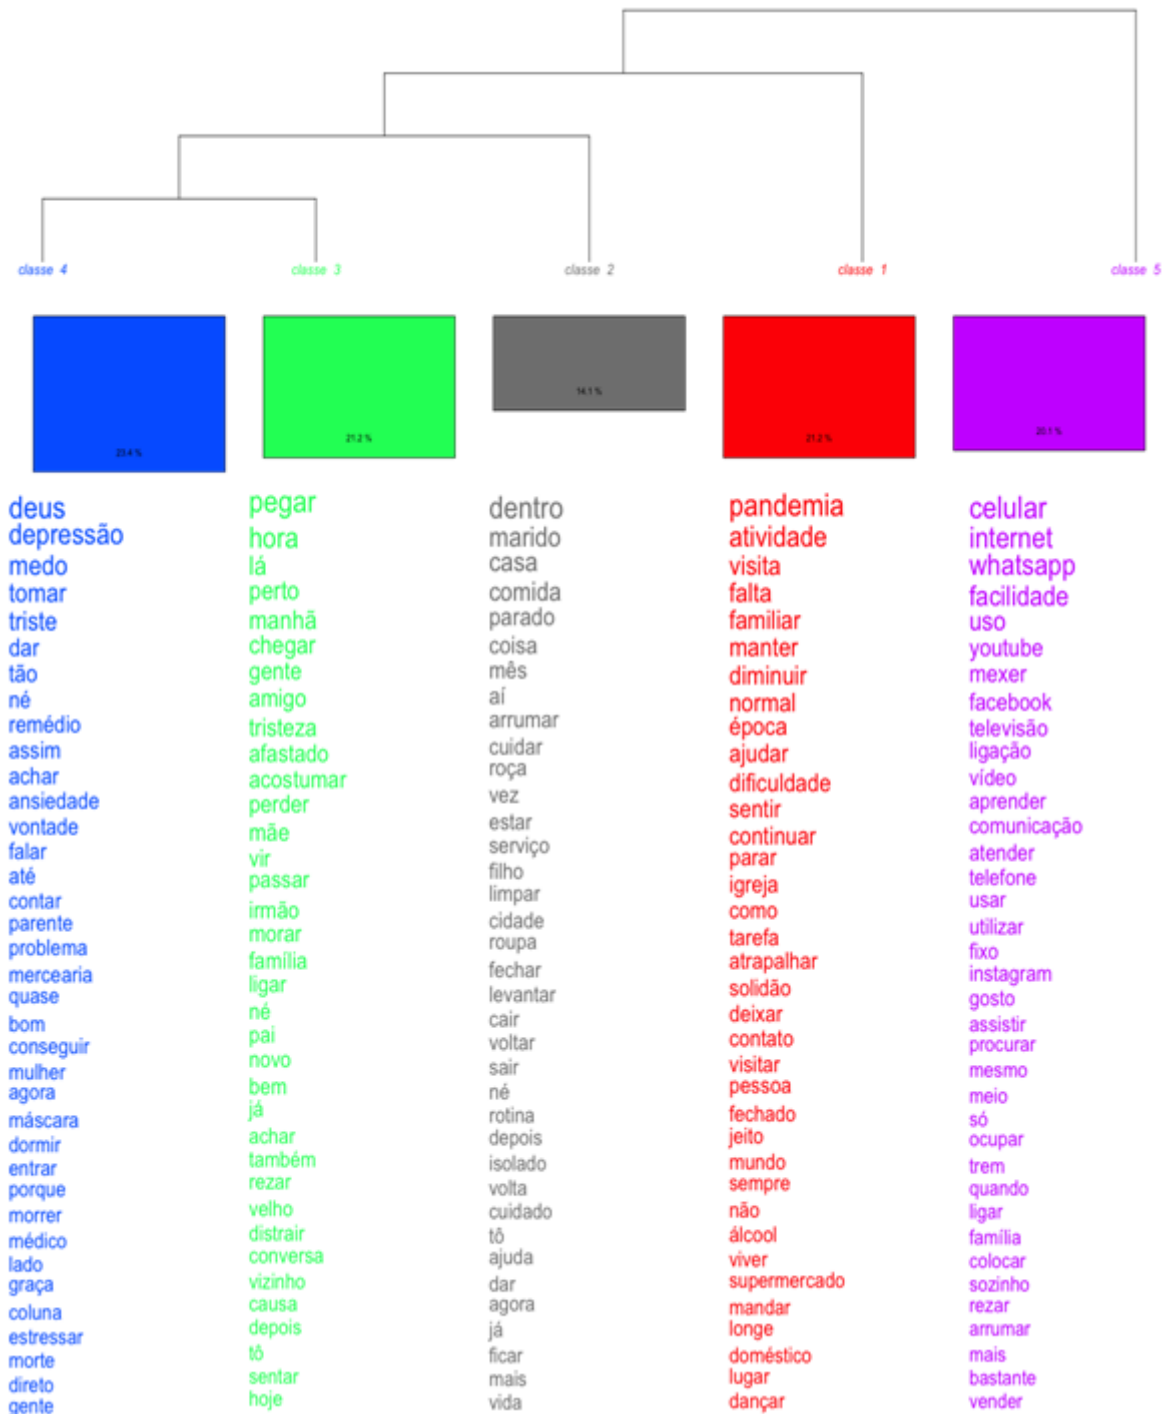 classe 4
classe 3
classe 2
classe 1
classe 5
23.4 %
21.2 %
14.1 %
21.2 %
20.1 %
deus
depressão
medo
tomar
triste
dar
tão
né
remédio
assim
achar
ansiedade
vontade
falar
até
contar
parente
problema
mercearia
quase
bom
conseguir
mulher
agora
máscara
dormir
entrar
porque
morrer
médico
lado
graça
coluna
estressar
morte
direto
gente
pegar
hora
lá
perto
manhã
chegar
gente
amigo
tristeza
afastado
acostumar
perder
mãe
vir
passar
irmão
morar
família
ligar
né
pai
novo
bem
já
achar
também
rezar
velho
distrair
conversa
vizinho
causa
depois
tô
sentar
hoje
dentro
marido
casa
comida
parado
coisa
mês
aí
arrumar
cuidar
roça
vez
estar
serviço
filho
limpar
cidade
roupa
fechar
levantar
cair
voltar
sair
né
rotina
depois
isolado
volta
cuidado
tô
ajuda
dar
agora
já
ficar
mais
vida
pandemia
atividade
visita
falta
familiar
manter
diminuir
normal
época
ajudar
dificuldade
sentir
continuar
parar
igreja
como
tarefa
atrapalhar
solidão
deixar
contato
visitar
pessoa
fechado
jeito
mundo
sempre
não
álcool
viver
supermercado
mandar
longe
doméstico
lugar
dançar
celular
internet
whatsapp
facilidade
uso
youtube
mexer
facebook
televisão
ligação
vídeo
aprender
comunicação
atender
telefone
usar
utilizar
fixo
instagram
gosto
assistir
procurar
mesmo
meio
só
ocupar
trem
quando
ligar
família
colocar
sozinho
rezar
arrumar
mais
bastante
vender